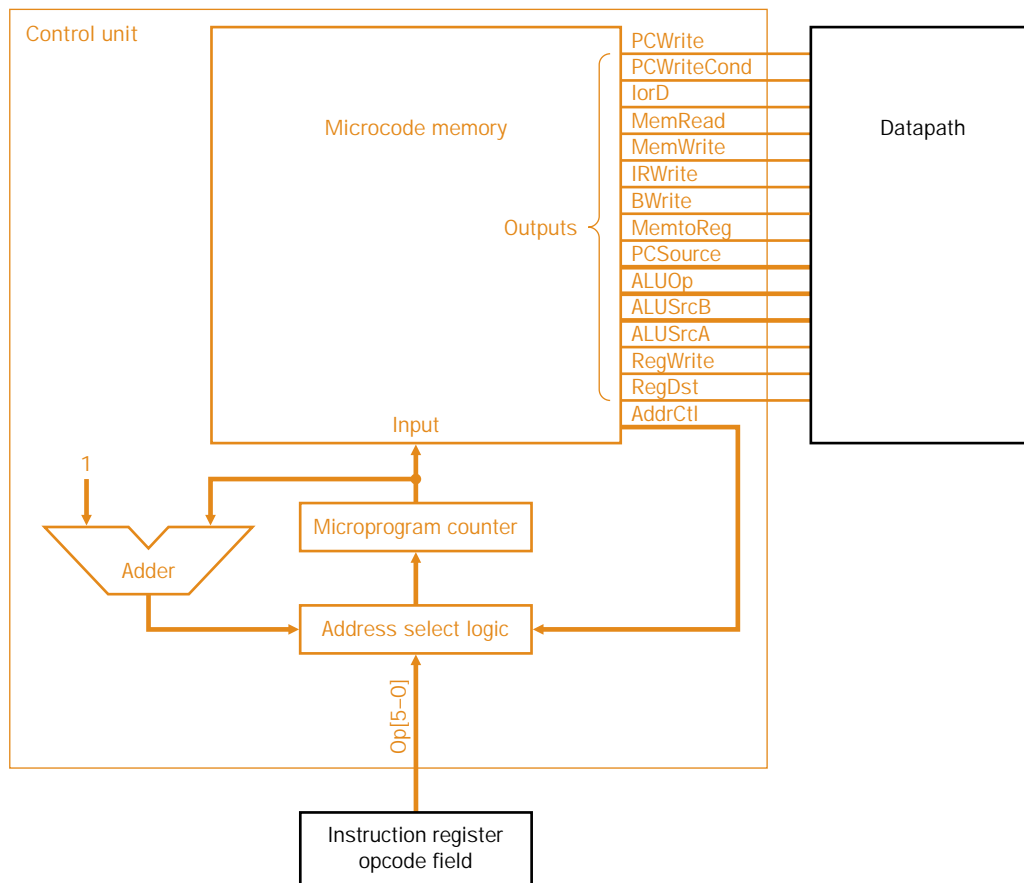 Control unit
Microcode memory
Outputs
Input
PCWrite
PCWriteCond
IorD
MemRead
MemWrite
IRWrite
BWrite
MemtoReg
PCSource
ALUOp
ALUSrcB
ALUSrcA
RegWrite
RegDst
AddrCtl
Datapath
1
Microprogram counter
Adder
Address select logic
Op[5–0]
Instruction register
opcode field